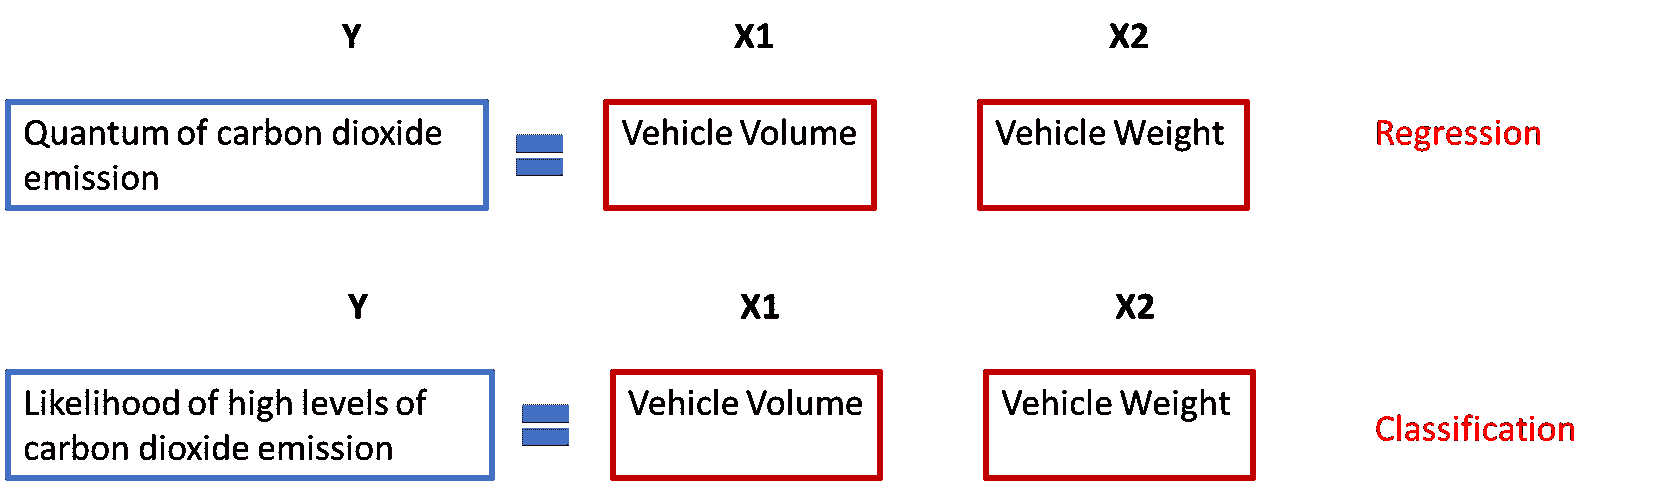 Y X1 X2
Quantum of carbon dioxide
emission
Vehicle Volume
Vehicle Weight
Regression
Y X1 X2
Likelihood of high levels of
carbon dioxide emission
Vehicle Volume
Vehicle Weight
Classification